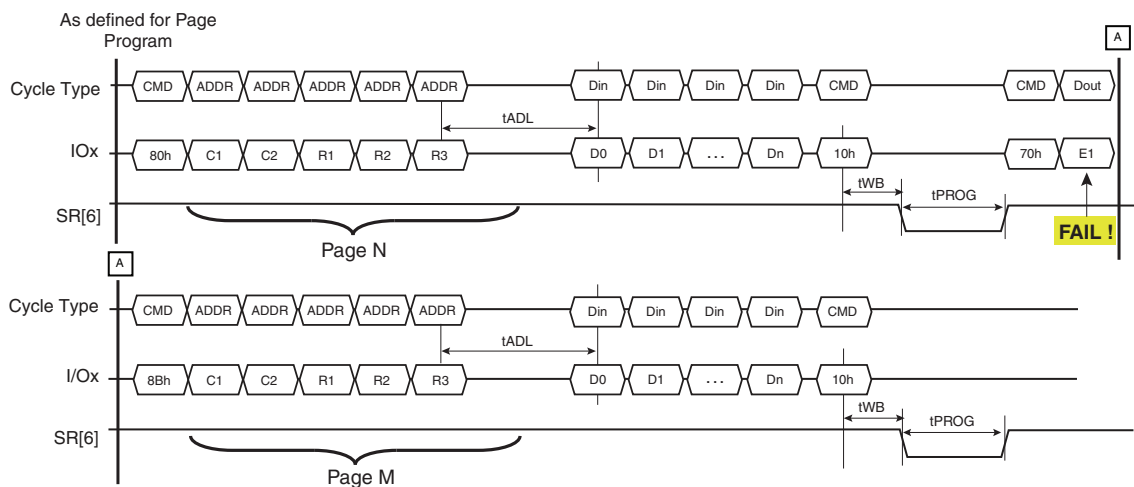 As defined for Page
Program
A
Cycle Type CMD ADDR ADDR ADDR ADDR ADDR Din Din Din Din CMD CMD Dout
tADL
IOx 80h C1 C2 R1 R2 R3 D0 D1 ... Dn 10h 70h E1
tWB tPROG
SR[6]
FAIL !
Page N
A
Cycle Type CMD ADDR ADDR ADDR ADDR ADDR Din Din Din Din CMD
tADL
I/Ox 8Bh C1 C2 R1 R2 R3 D0 D1 ... Dn 10h
tWB tPROG
SR[6]
Page M